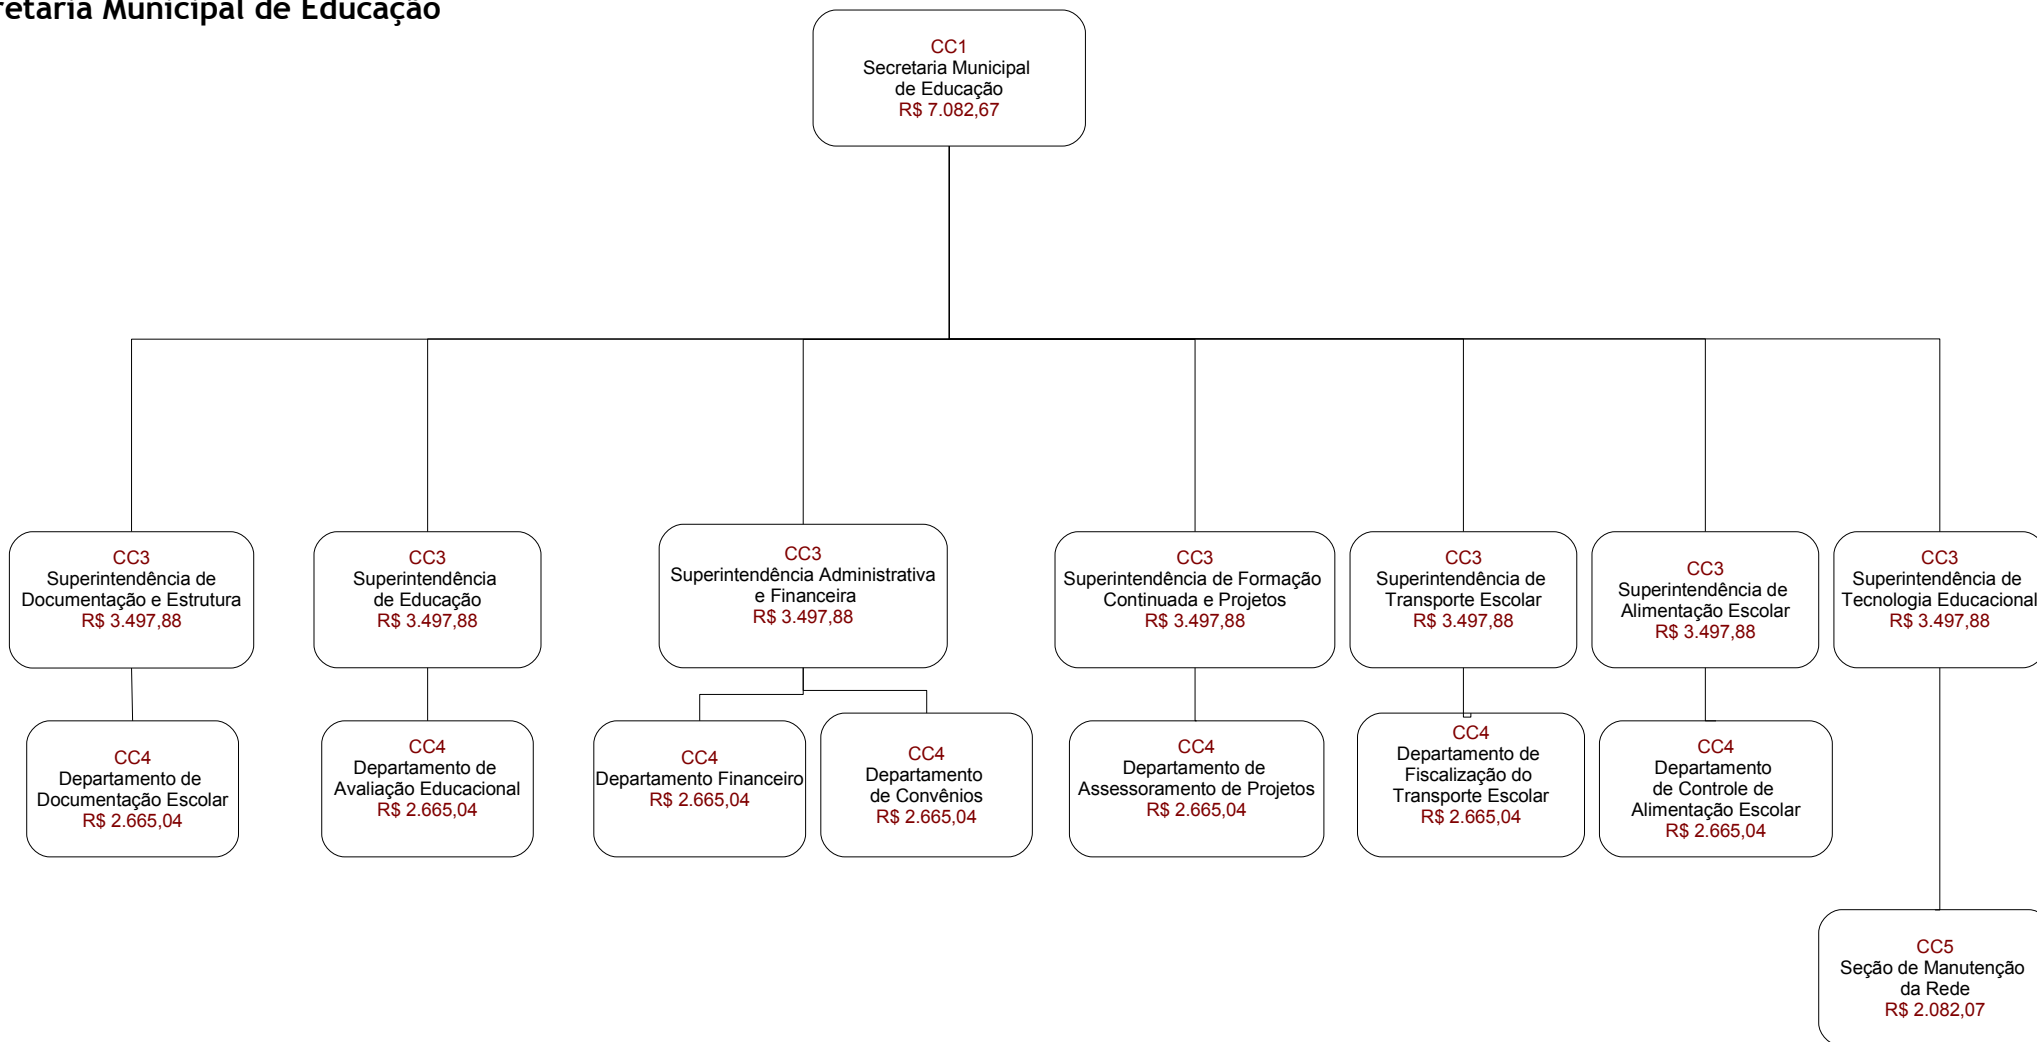 retaria Municipal de Educação
CC1
Secretaria Municipal
de Educação
R$ 7.082,67
CC3
Superintendência de
Documentação e Estrutura
R$ 3.497,88
CC3
Superintendência
de Educação
R$ 3.497,88
CC3
Superintendência Administrativa
e Financeira
R$ 3.497,88
CC3
Superintendência de Formação
Continuada e Projetos
R$ 3.497,88
CC3
Superintendência de
Transporte Escolar
R$ 3.497,88
CC3
Superintendência de
Alimentação Escolar
R$ 3.497,88
CC3
Superintendência de
Tecnologia Educacional
R$ 3.497,88
CC4
Departamento de
Documentação Escolar
R$ 2.665,04
CC4
Departamento de
Avaliação Educacional
R$ 2.665,04
CC4
Departamento Financeiro
R$ 2.665,04
CC4
Departamento
de Convênios
R$ 2.665,04
CC4
Departamento de
Assessoramento de Projetos
R$ 2.665,04
CC4
Departamento de
Fiscalização do
Transporte Escolar
R$ 2.665,04
CC4
Departamento
de Controle de
Alimentação Escolar
R$ 2.665,04
CC5
Seção de Manutenção
da Rede
R$ 2.082,07